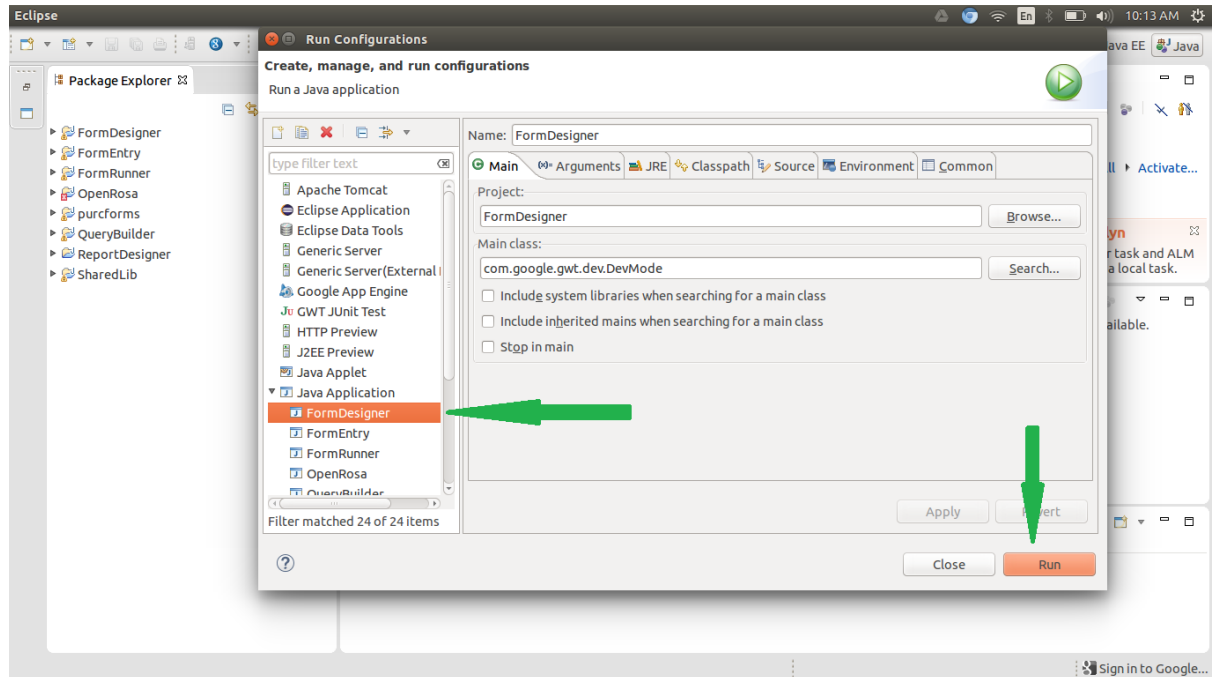 Eclipse
En
10:13 AM
Run Configurations
ava EE
Java
Package Explorer
FormDesigner
FormEntry
FormRunner
OpenRosa
purcforms
QueryBuilder
ReportDesigner
SharedLib
Create, manage, and run configurations
Run a Java application
type filter text
Apache Tomcat
Eclipse Application
Eclipse Data Tools
Generic Server
Generic Server(External
Google App Engine
Ju GWT JUnit Test
HTTP Preview
J2EE Preview
Java Applet
Java Application
FormDesigner
FormEntry
FormRunner
OpenRosa
QueryBuilder
Filter matched 24 of 24 items
Name: FormDesigner
Main Arguments JRE Classpath Source Environment Common
Project:
FormDesigner
Browse...
Main class:
com.google.gwt.dev.DevMode
Search...
Include system libraries when searching for a main class
Include inherited mains when searching for a main class
Stop in main
Apply
Revert
Close
Run
ll
Activate...
yn
r task and ALM
a local task.
ailable.
Sign in to Google...